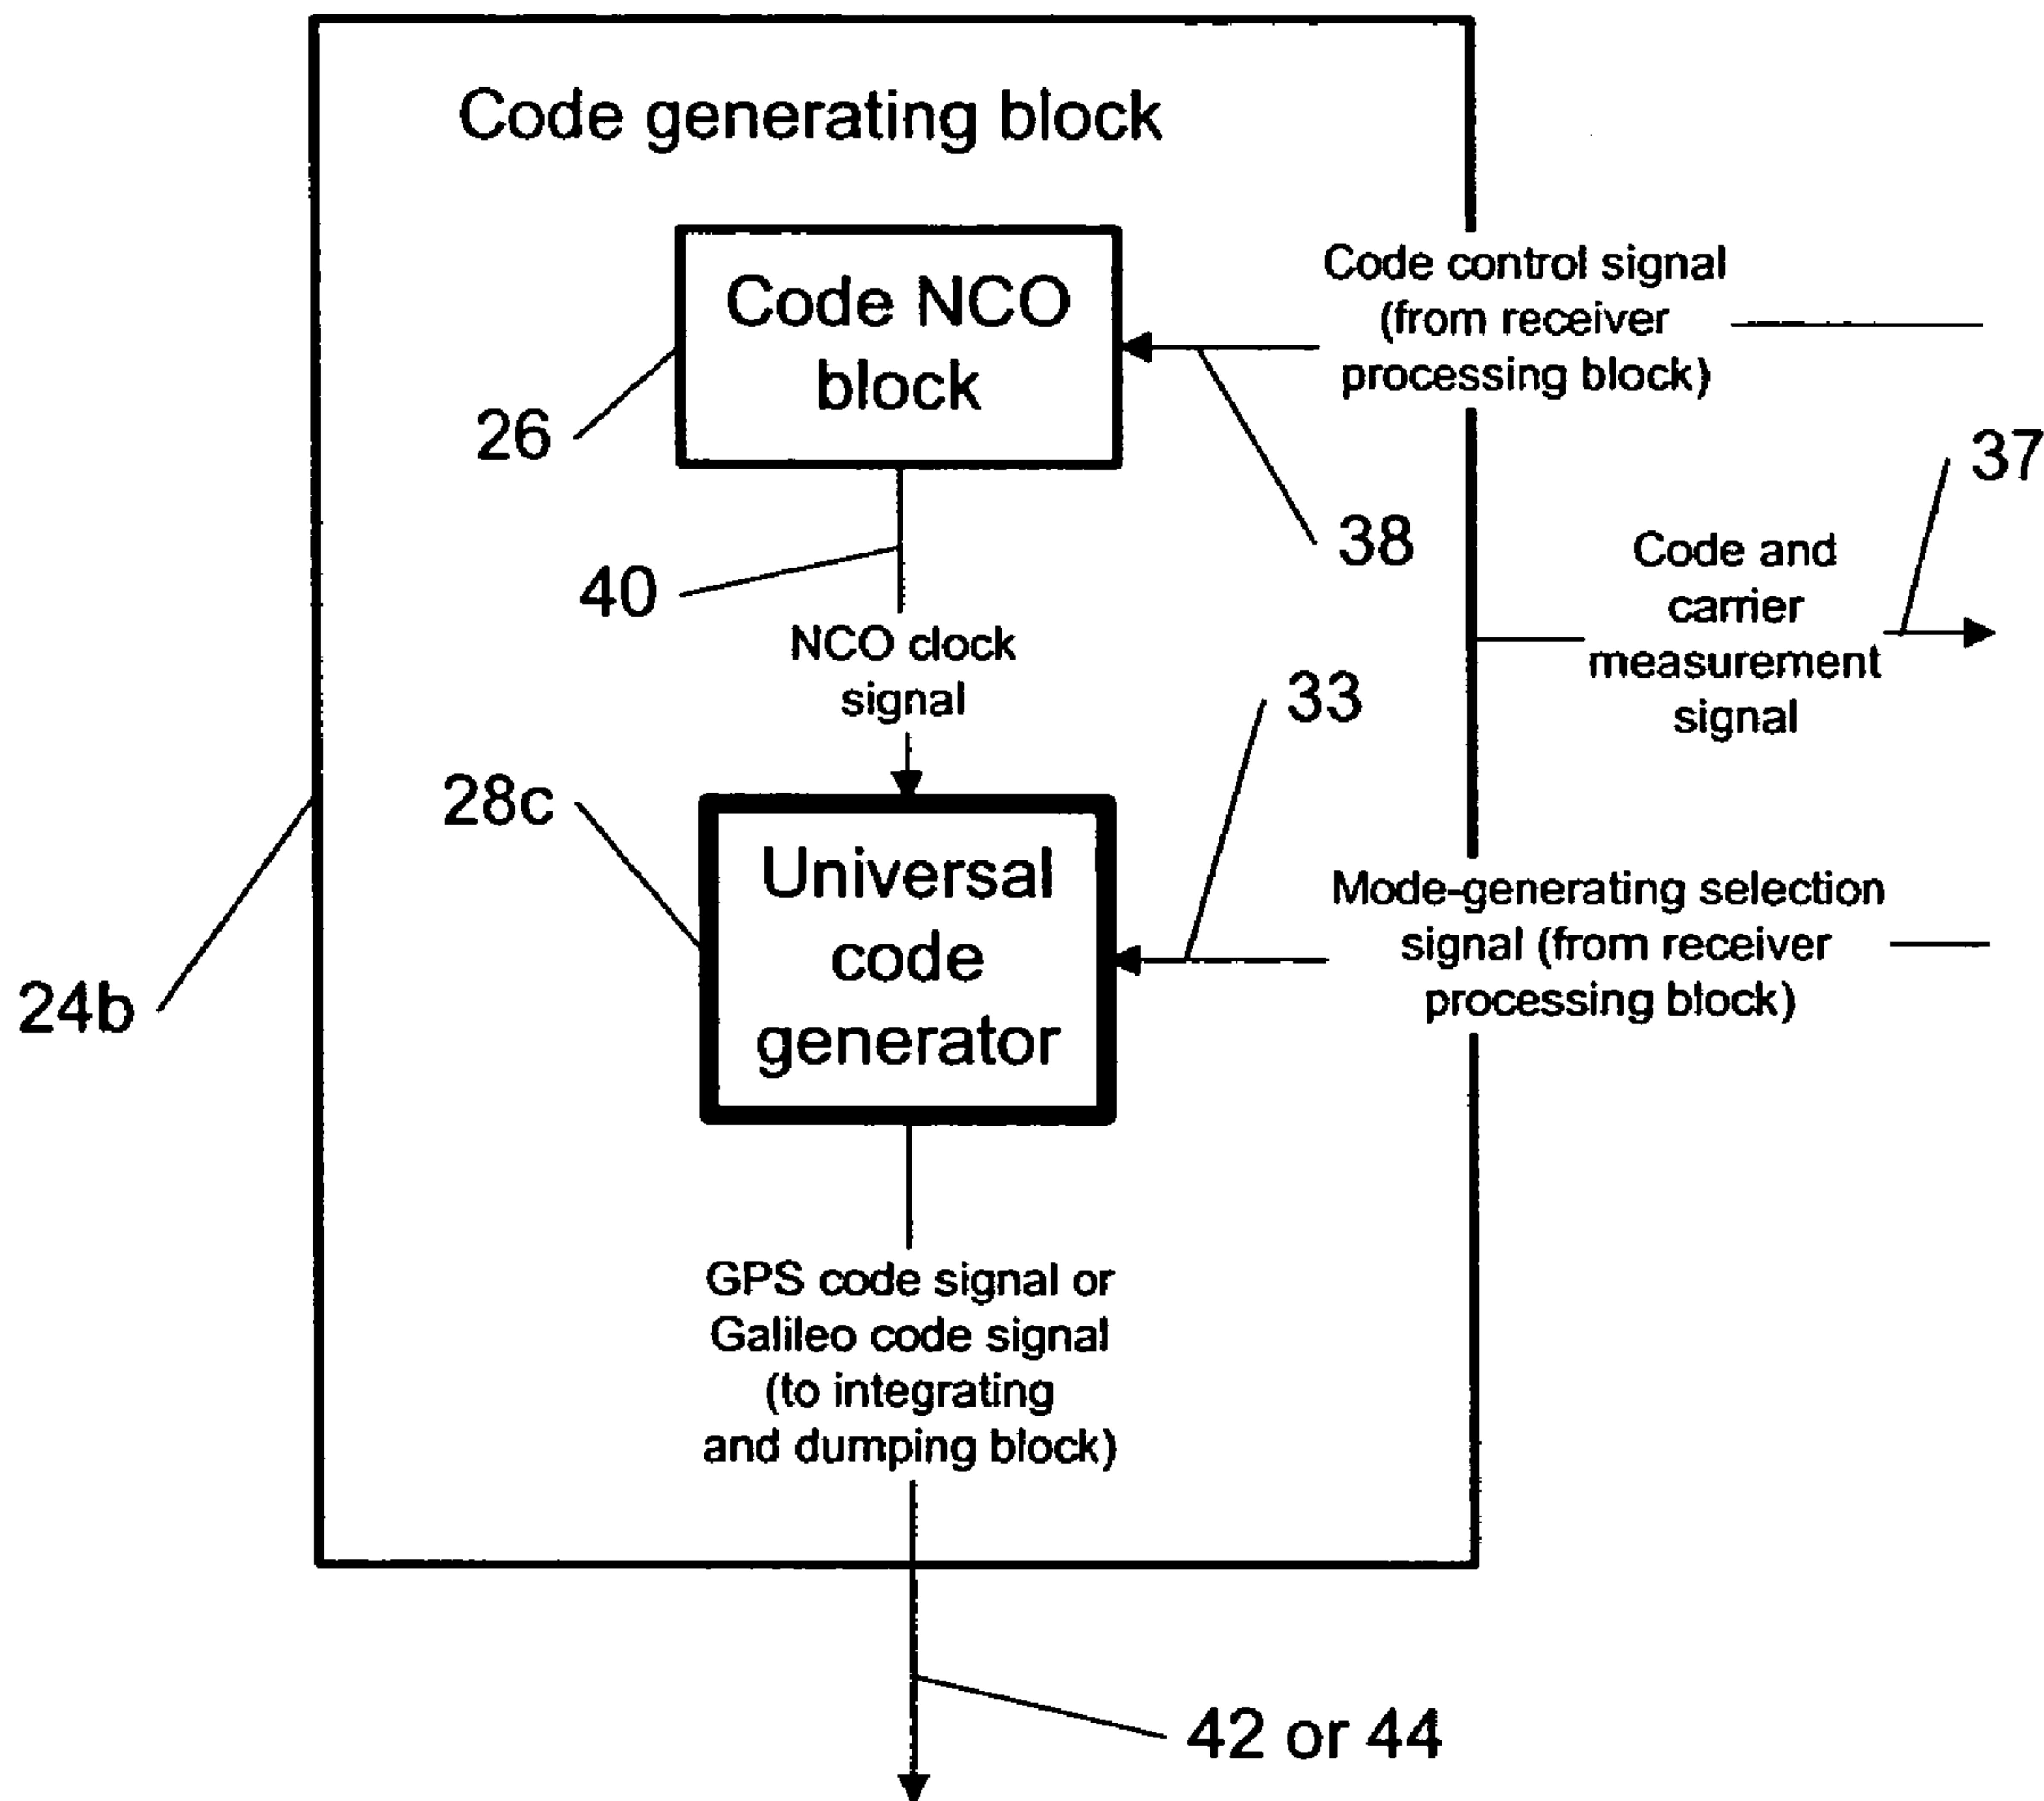 Code generating block
Code NCO
block
Code control signal
(from receiver
processing block)
26
37
38
Code and
carrier
measurement
signal
40
NCO clock
signal
33
28c
Universal
code
generator
Mode-generating selection
signal (from receiver
processing block)
24b
GPS code signal or
Galileo code signal
(to integrating
and dumping block)
42 or 44